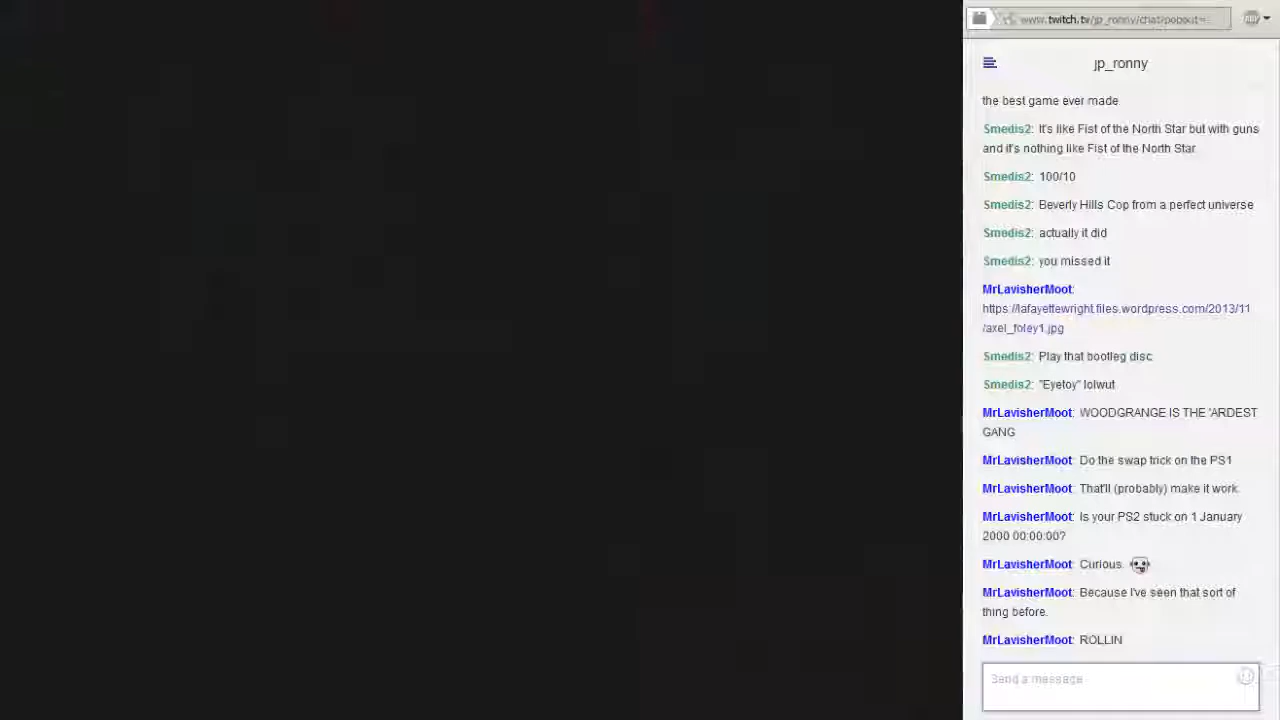 www.twitch.tv/jp_ronny/chat/popout
jp_ronny
the best game ever made.
Smedis2: It's like Fist of the North Star but with guns
and it's nothing like Fist of the North Star.
Smedis2: 100/10
Smedis2: Beverly Hills Cop from a perfect universe
Smedis2: actually it did
Smedis2: you missed it
MrLavisherMoot:
https://lafayettewright.files.wordpress.com/2013/11
/axel_foley1.jpg
Smedis2: Play that bootleg disc
Smedis2: "Eyetoy" lolwut
MrLavisherMoot: WOODGRANGE IS THE 'ARDEST
GANG
MrLavisherMoot: Do the swap trick on the PS1
MrLavisherMoot: That'll (probably) make it work.
MrLavisherMoot: Is your PS2 stuck on 1 January
2000 00:00:00?
MrLavisherMoot: Curious.
MrLavisherMoot: Because I've seen that sort of
thing before.
MrLavisherMoot: ROLLIN
Send a message